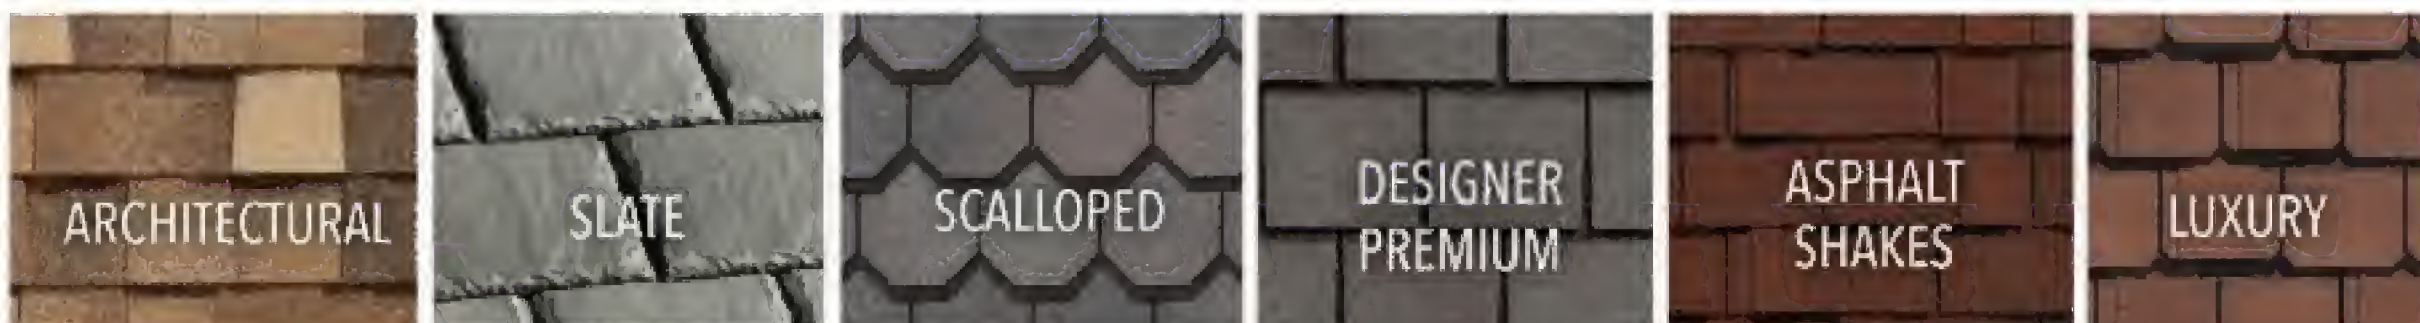 ARCHITECTURAL
SLATE
SCALLOPED
DESIGNER
PREMIUM
ASPHALT
SHAKES
LUXURY